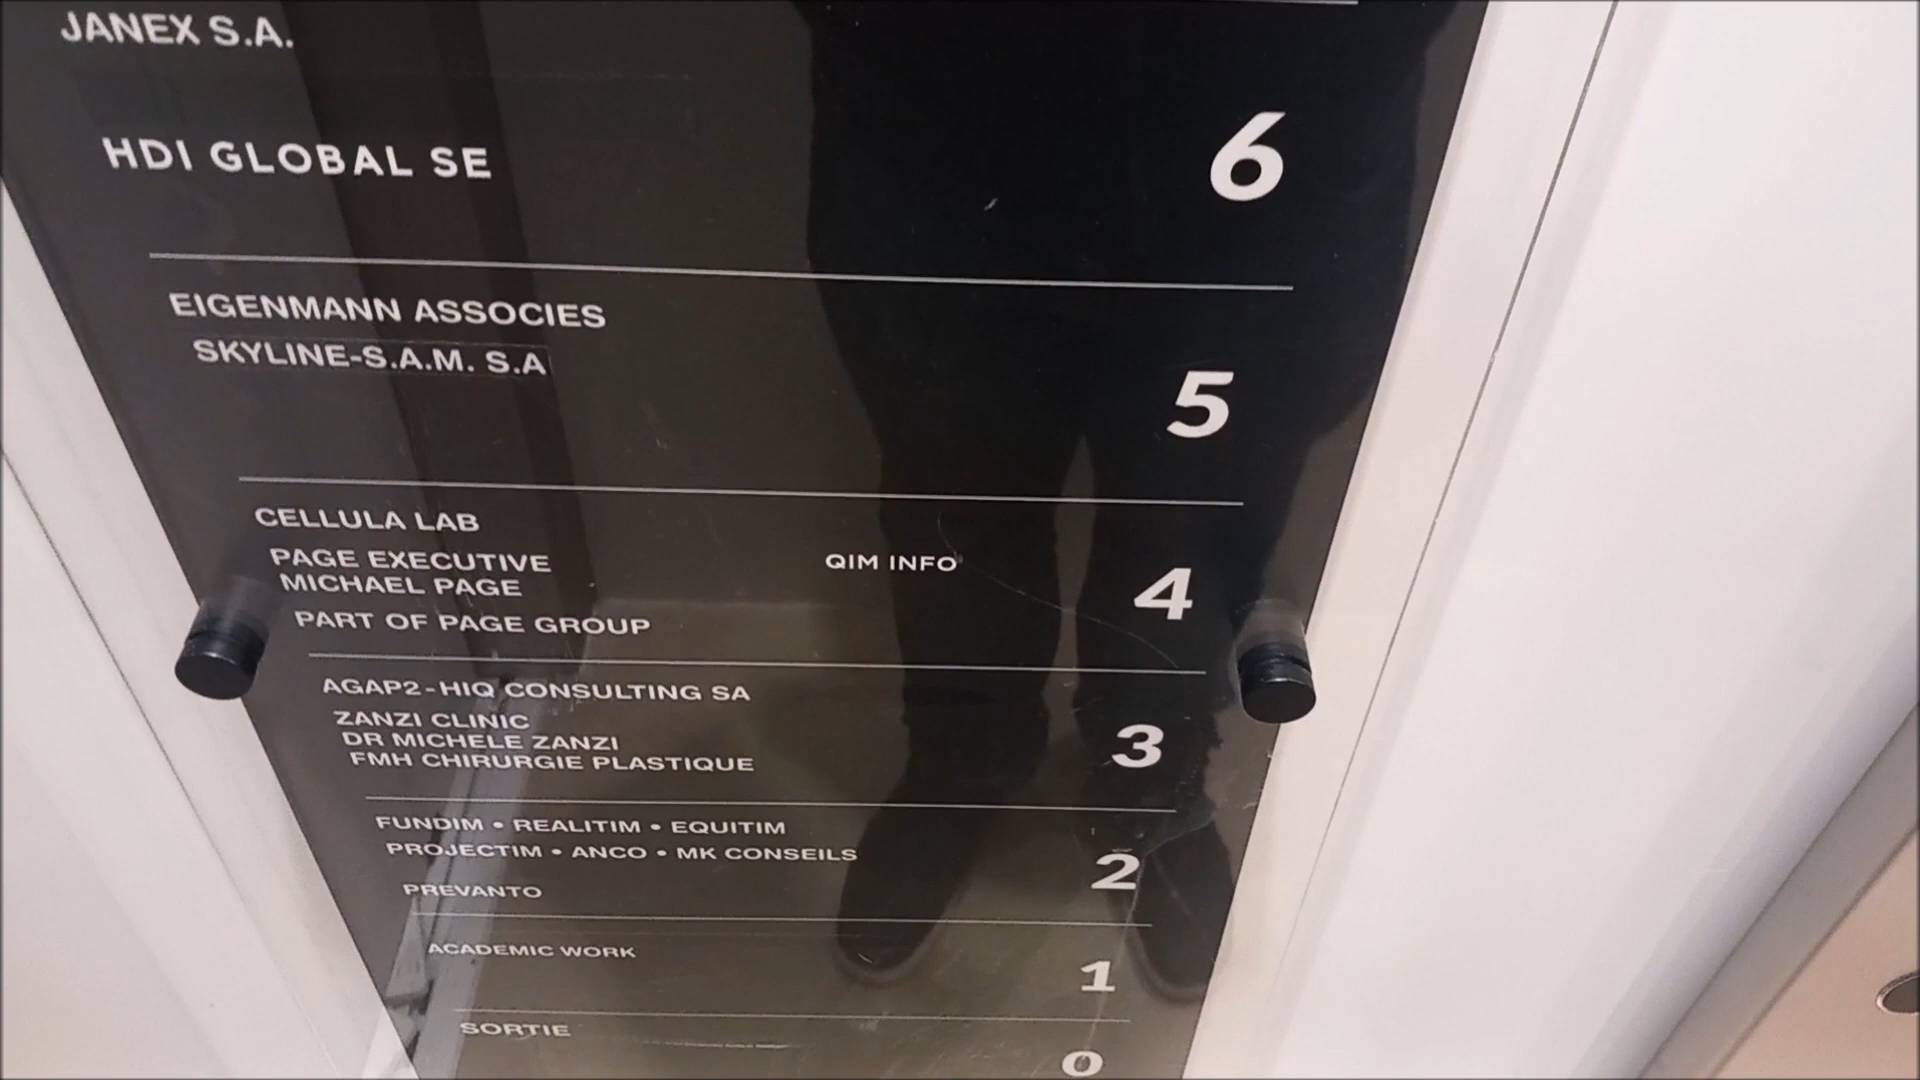 JANEX S.A.
HDI GLOBAL SE
6
EIGENMANN ASSOCIES
SKYLINE-S.A.M. S.A
5
CELLULA LAB
PAGE EXECUTIVE
MICHAEL PAGE
PART OF PAGE GROUP
QIM INFO
4
AGAP2-HIQ CONSULTING SA
ZANZI CLINIC
DR MICHELE ZANZI
FMH CHIRURGIE PLASTIQUE
3
FUNDIM • REALITIM • EQUITIM
PROJECTIM • ANCO • MK CONSEILS
PREVANTO
2
ACADEMIC WORK
1
SORTIE
0